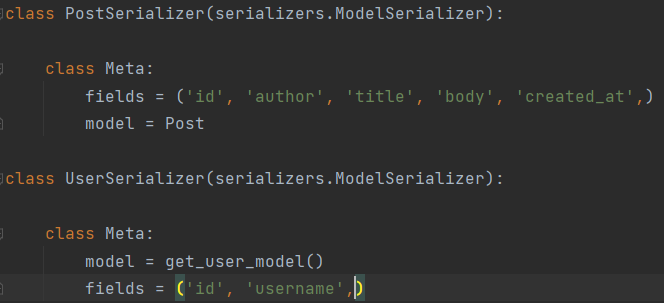 class PostSerializer(serializers.ModelSerializer):
class Meta:
fields = ('id', 'author', 'title', 'body', 'created_at',)
model = Post
class UserSerializer(serializers.ModelSerializer):
class Meta:
model = get_user_model()
fields = ('id', 'username',)